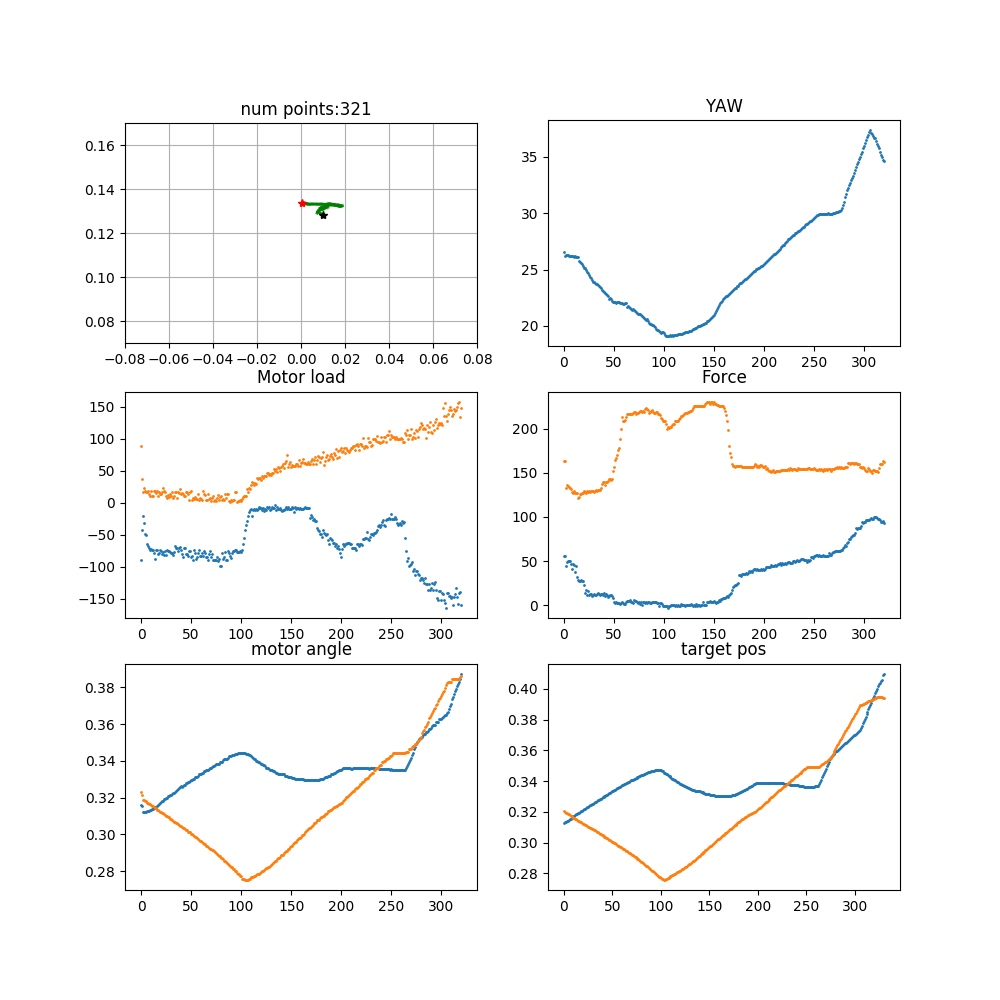 num points:321
YAW
0.16
0.14
0.12
0.10
0.08
−0.08 −0.06 −0.04 −0.02 0.00 0.02 0.04 0.06 0.08
35
30
25
20
0 50 100 150 200 250 300
Motor load
Force
150
100
50
0
−50
−100
−150
0 50 100 150 200 250 300
200
150
100
50
0
0 50 100 150 200 250 300
motor angle
target pos
0.38
0.36
0.34
0.32
0.30
0.28
0 50 100 150 200 250 300
0.40
0.38
0.36
0.34
0.32
0.30
0.28
0 50 100 150 200 250 300